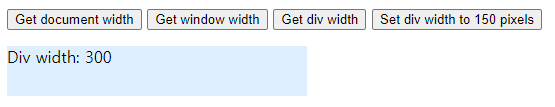 Get document width Get window width Get div width Set div width to 150 pixels
Div width: 300